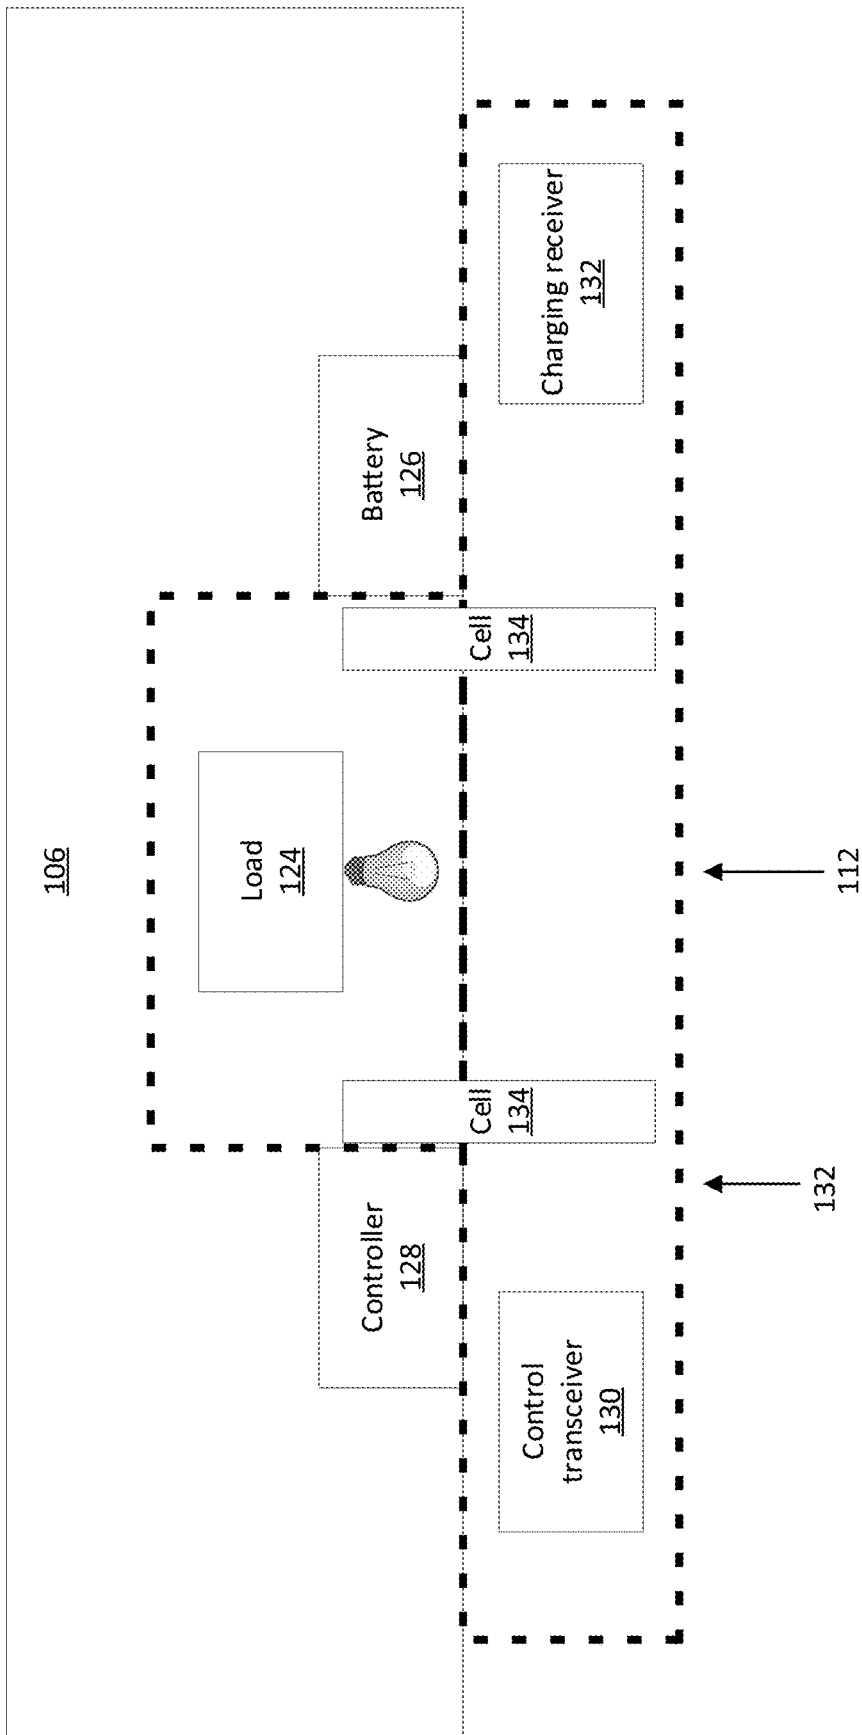 106
Load
124
Controller
128
Battery
126
Cell
134
Cell
134
Control
transceiver
130
Charging receiver
132
132
112